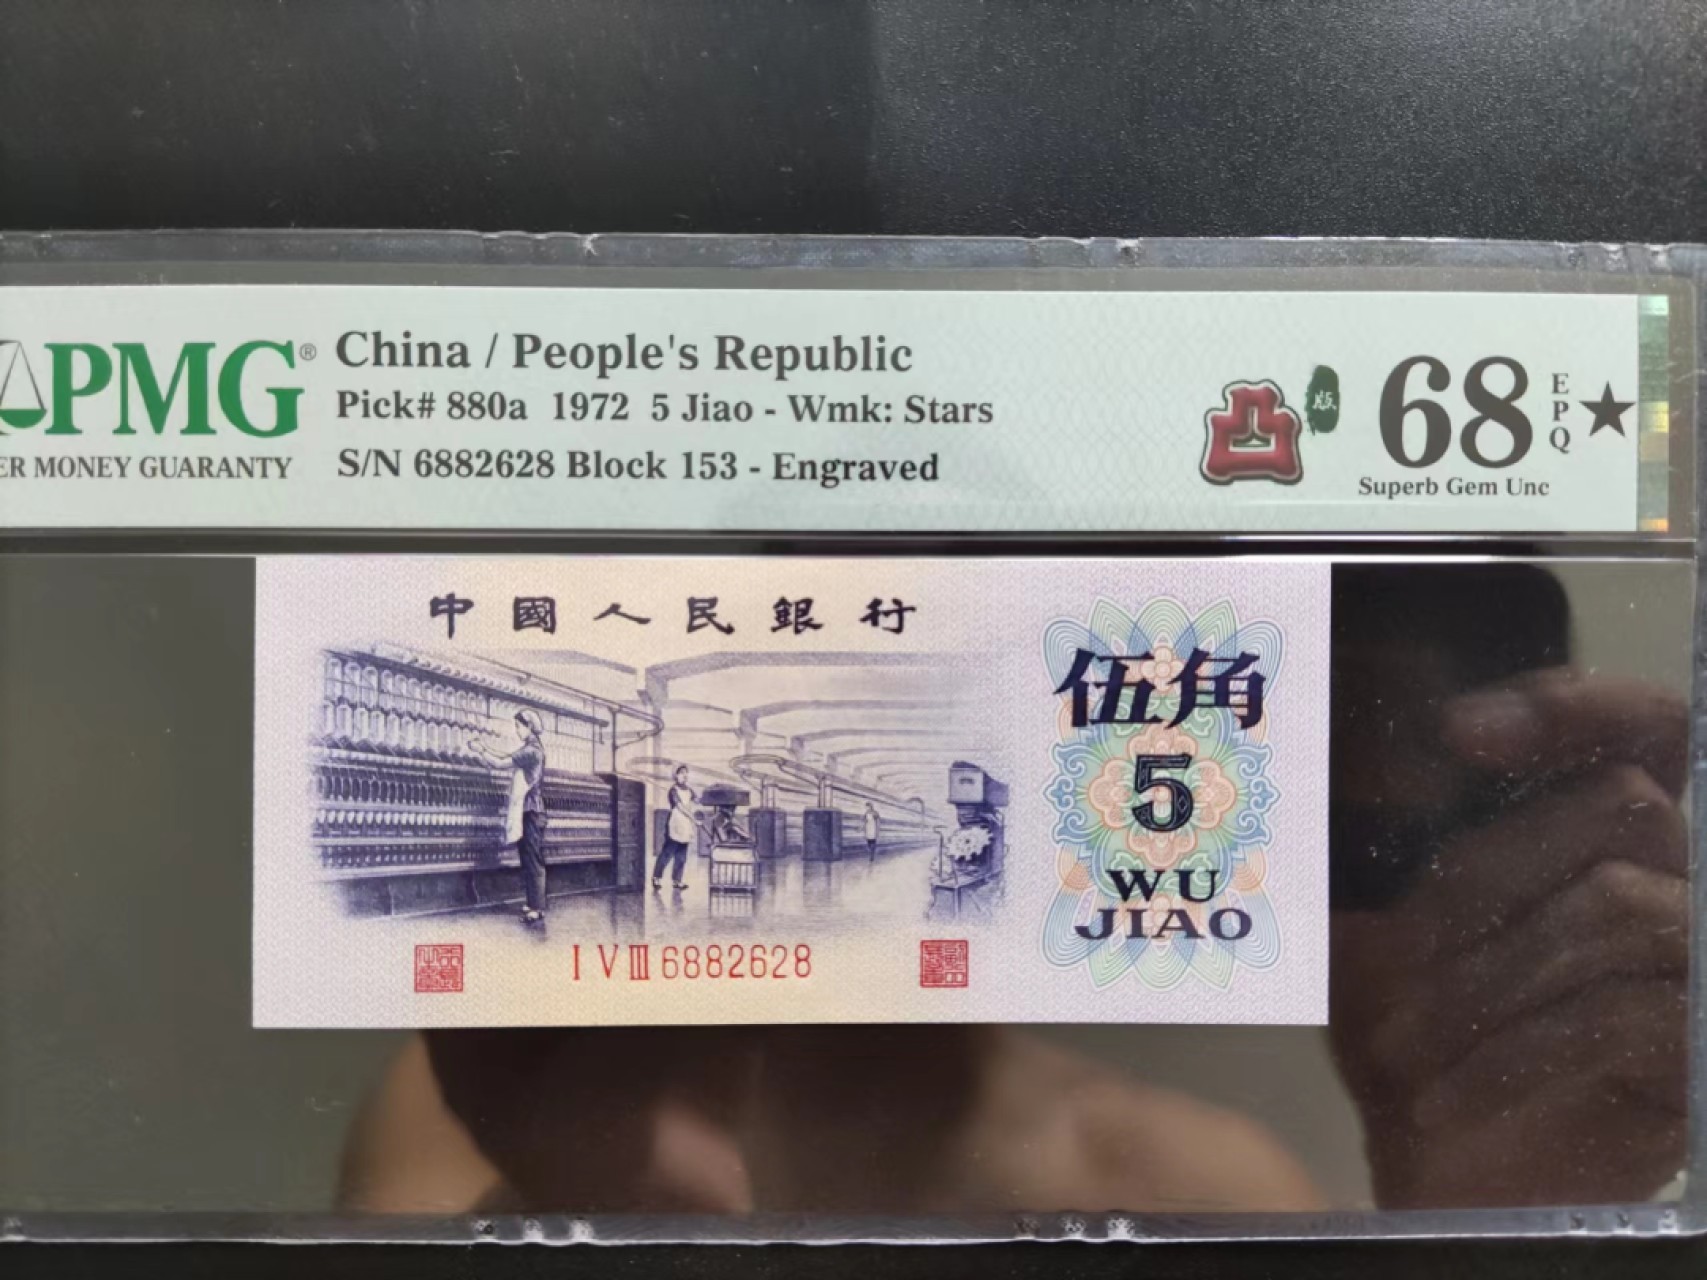 PMG®
ER MONEY GUARANTY
China / People's Republic
Pick# 880a 1972 5 Jiao - Wmk: Stars
S/N 6882628 Block 153 - Engraved
凸
版
68 EPQ ★
Superb Gem Unc
中國人民銀行
伍角
5
WU
JIAO
I V III 6882628